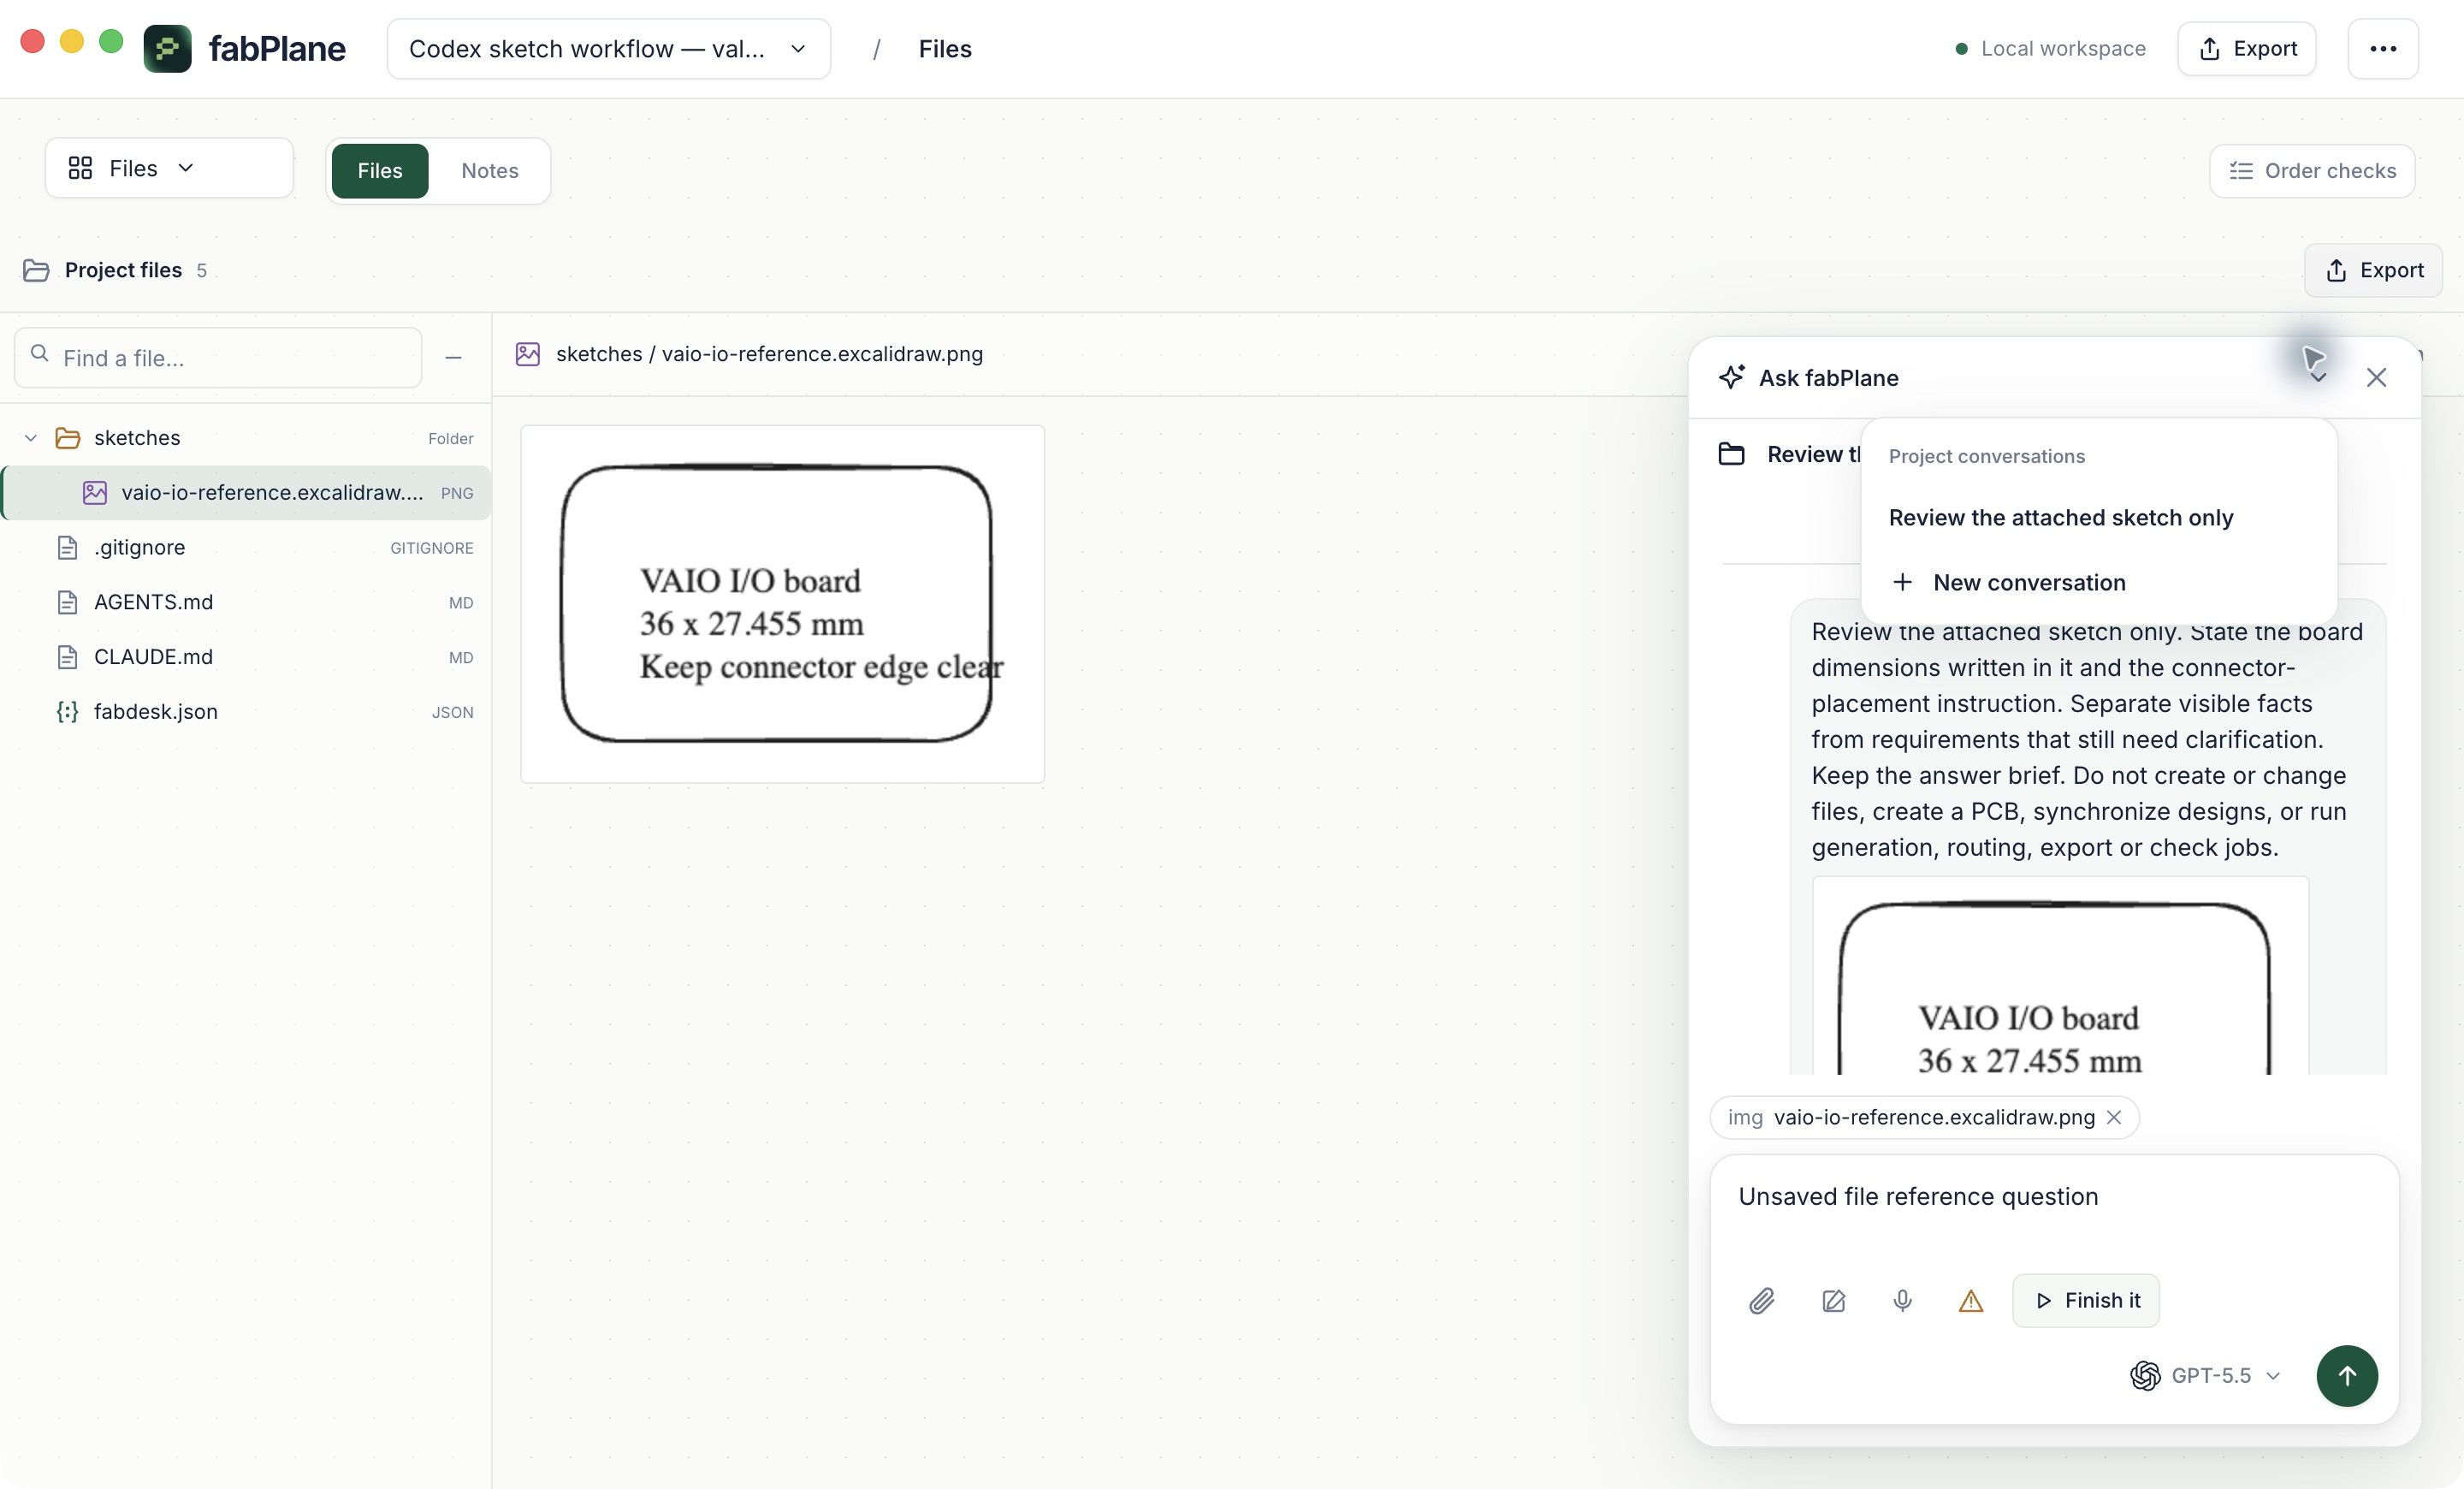 fabPlane
Codex sketch workflow — val...
/
Files
Local workspace
Export
Files
Files
Notes
Order checks
Project files 5
Export
Find a file...
sketches / vaio-io-reference.excalidraw.png
sketches Folder
vaio-io-reference.excalidraw.... PNG
.gitignore GITIGNORE
AGENTS.md MD
CLAUDE.md MD
fabdesk.json JSON
VAIO I/O board
36 x 27.455 mm
Keep connector edge clear
Ask fabPlane
Review
Project conversations
Review the attached sketch only
New conversation
Review the attached sketch only. State the board
dimensions written in it and the connector-
placement instruction. Separate visible facts
from requirements that still need clarification.
Keep the answer brief. Do not create or change
files, create a PCB, synchronize designs, or run
generation, routing, export or check jobs.
VAIO I/O board
36 x 27.455 mm
img vaio-io-reference.excalidraw.png
Unsaved file reference question
Finish it
GPT-5.5